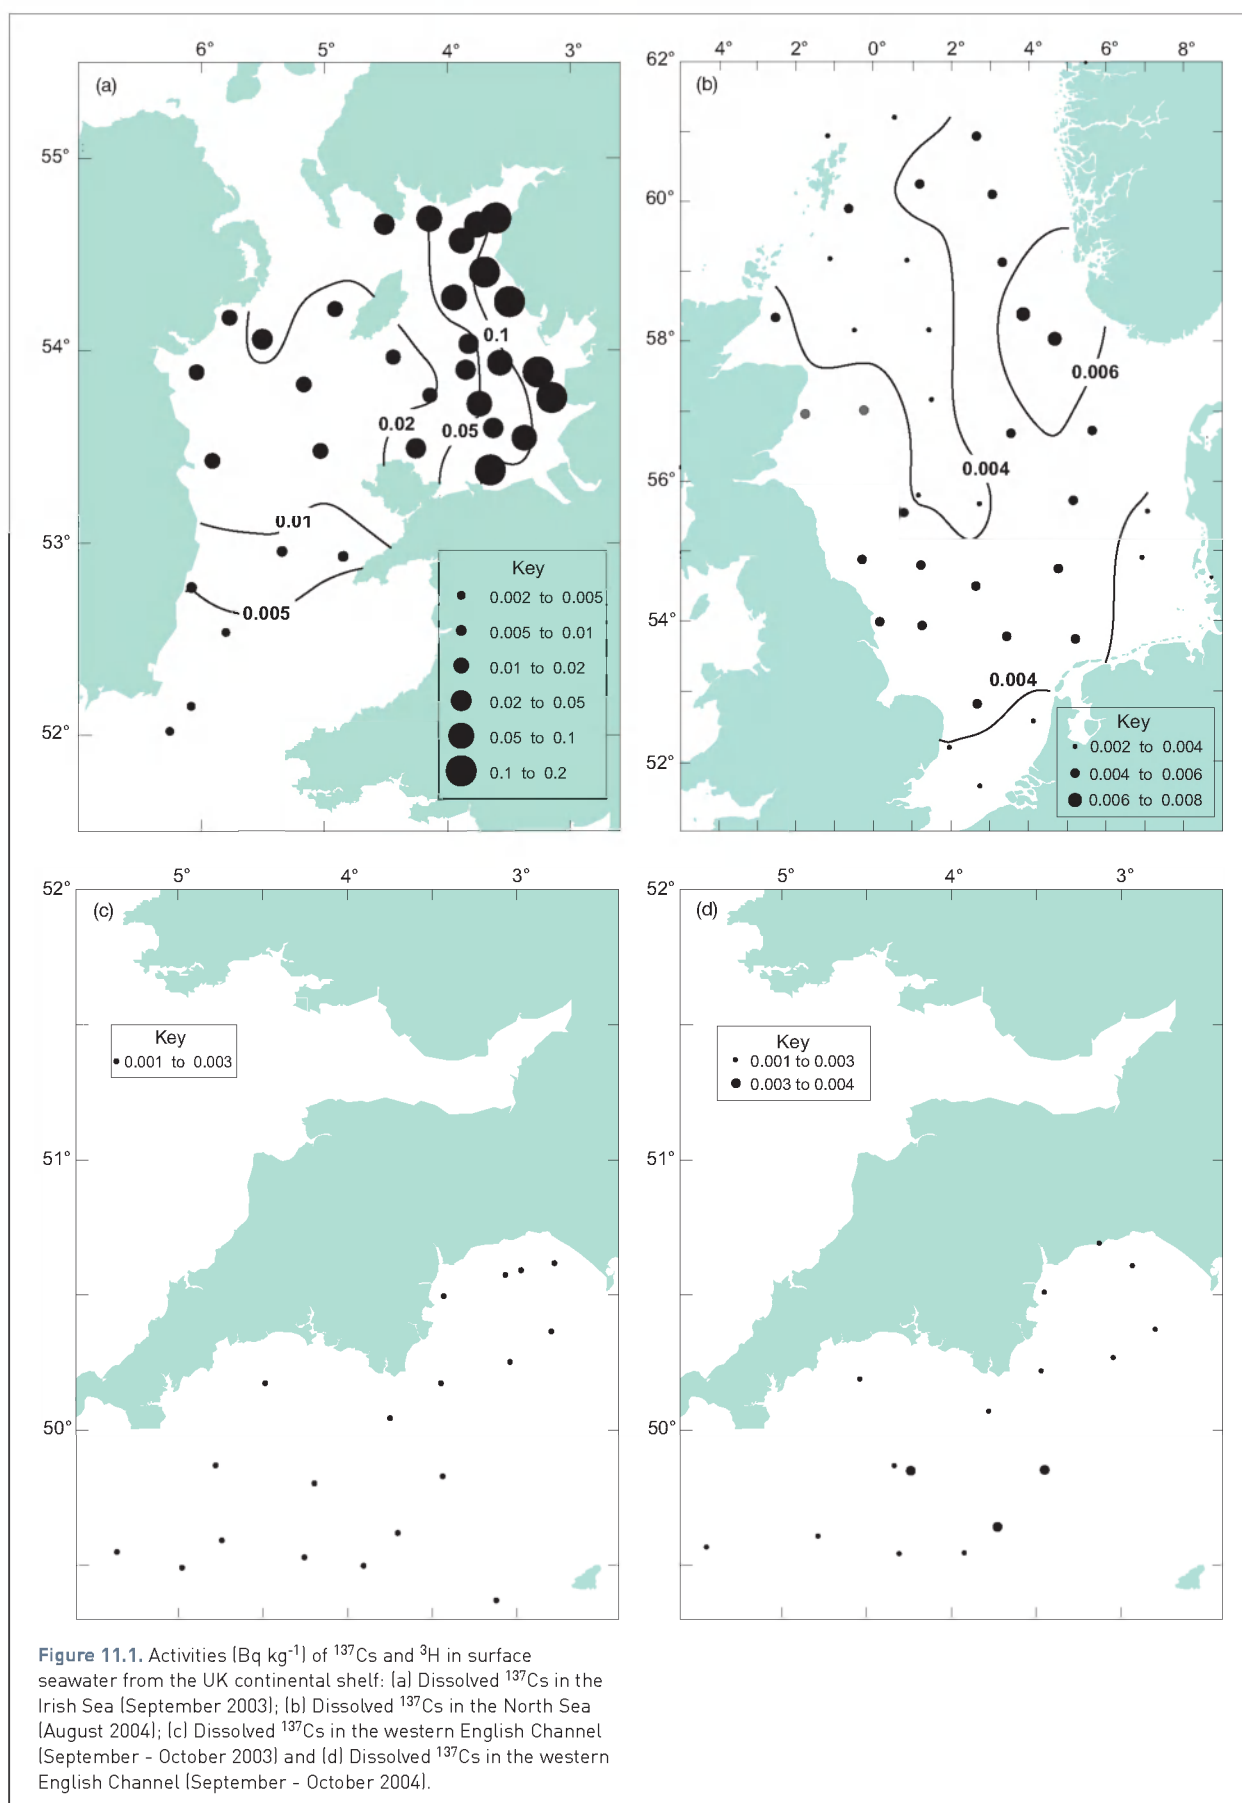 6° 5° 4° 3°
(a)
55°
54°
53°
52°
0.1
0.02
0.05
0.01
0.005
Key
0.002 to 0.005
0.005 to 0.01
0.01 to 0.02
0.02 to 0.05
0.05 to 0.1
0.1 to 0.2
4° 2° 0° 2° 4° 6° 8°
62°
(b)
60°
58°
56°
54°
52°
0.006
0.004
0.004
Key
0.002 to 0.004
0.004 to 0.006
0.006 to 0.008
5° 4° 3°
52°
(c)
Key
0.001 to 0.003
51°
50°
5° 4° 3°
52°
(d)
Key
0.001 to 0.003
0.003 to 0.004
51°
50°
Figure 11.1. Activities (Bq kg⁻¹) of ¹³⁷Cs and ³H in surface
seawater from the UK continental shelf: (a) Dissolved ¹³⁷Cs in the
Irish Sea (September 2003); (b) Dissolved ¹³⁷Cs in the North Sea
(August 2004); (c) Dissolved ¹³⁷Cs in the western English Channel
(September - October 2003) and (d) Dissolved ¹³⁷Cs in the western
English Channel (September - October 2004).